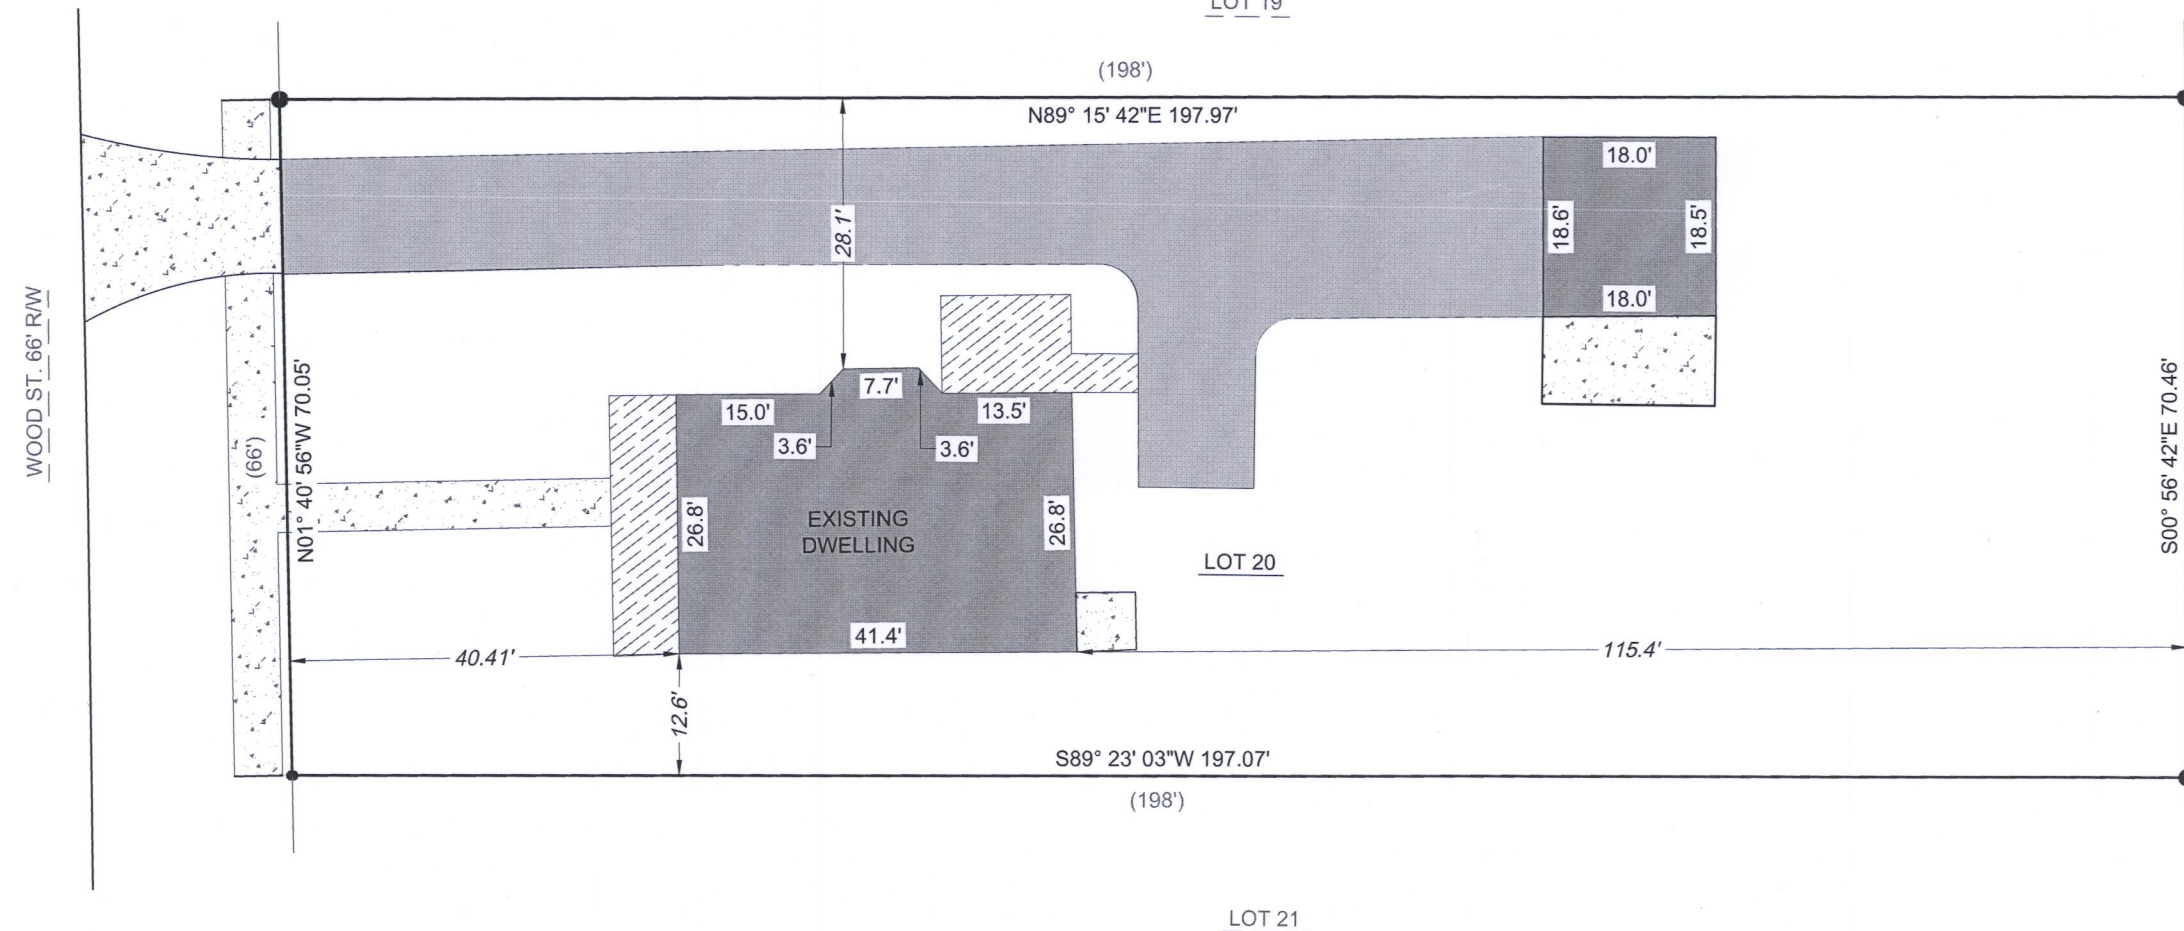 LOT 19
(198')
N89° 15' 42"E 197.97'
18.0'
18.6'
18.5'
18.0'
28.1'
WOOD ST. 66' R/W
(66')
N01° 40' 56"W 70.05'
7.7'
15.0'
13.5'
3.6'
3.6'
26.8'
26.8'
EXISTING
DWELLING
LOT 20
S00° 56' 42"E 70.46'
41.4'
40.41'
115.4'
12.6'
S89° 23' 03"W 197.07'
(198')
LOT 21